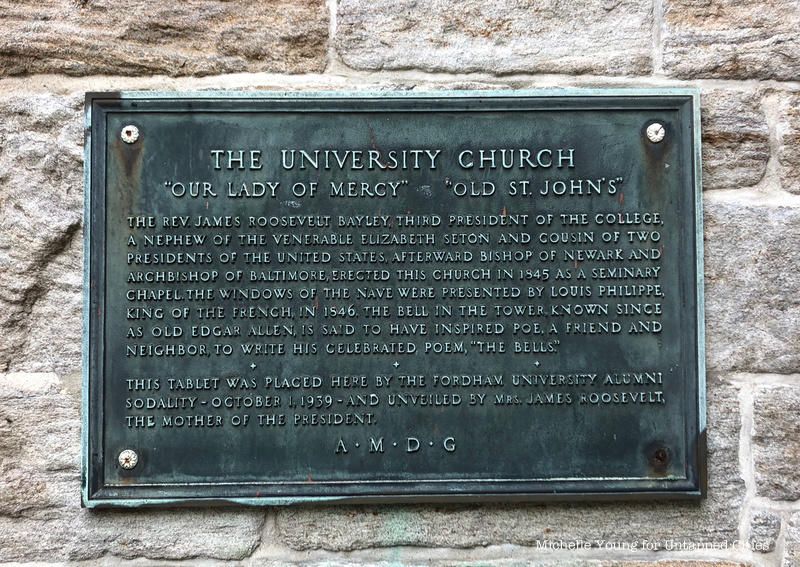 THE UNIVERSITY CHURCH
"OUR LADY OF MERCY" "OLD ST. JOHN'S"
THE REV. JAMES ROOSEVELT BAYLEY, THIRD PRESIDENT OF THE COLLEGE,
A NEPHEW OF THE VENERABLE ELIZABETH SETON AND COUSIN OF TWO
PRESIDENTS OF THE UNITED STATES, AFTERWARD BISHOP OF NEWARK AND
ARCHBISHOP OF BALTIMORE, ERECTED THIS CHURCH IN 1845 AS A SEMINARY
CHAPEL. THE WINDOWS OF THE NAVE WERE PRESENTED BY LOUIS PHILIPPE,
KING OF THE FRENCH, IN 1846. THE BELL IN THE TOWER, KNOWN SINCE
AS OLD EDGAR ALLEN, IS SAID TO HAVE INSPIRED POE, A FRIEND AND
NEIGHBOR, TO WRITE HIS CELEBRATED POEM, "THE BELLS."
THIS TABLET WAS PLACED HERE BY THE FORDHAM UNIVERSITY ALUMNI
SODALITY - OCTOBER 1, 1939 - AND UNVEILED BY MRS. JAMES ROOSEVELT,
THE MOTHER OF THE PRESIDENT.
A · M · D · G
Michelle Young for Untapped Cities